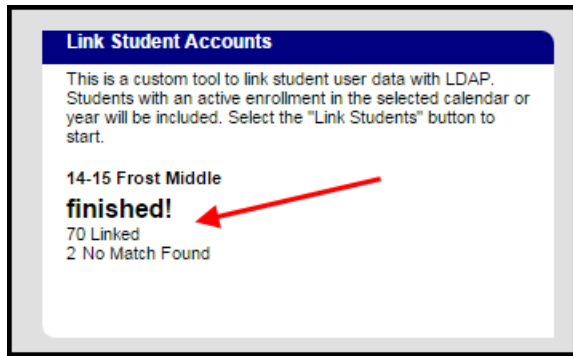 Link Student Accounts
This is a custom tool to link student user data with LDAP.
Students with an active enrollment in the selected calendar or
year will be included. Select the "Link Students" button to
start.
14-15 Frost Middle
finished!
70 Linked
2 No Match Found